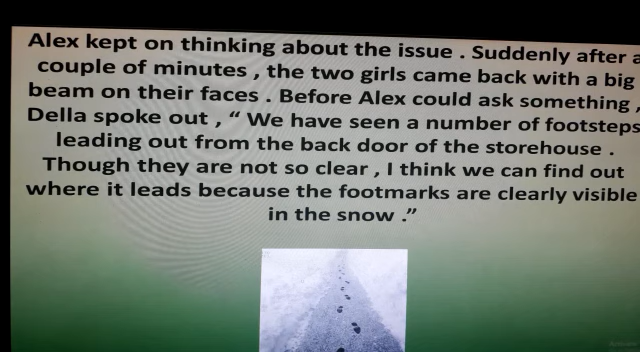 Alex kept on thinking about the issue . Suddenly after a
couple of minutes , the two girls came back with a big
beam on their faces . Before Alex could ask something ,
Della spoke out , “ We have seen a number of footsteps
leading out from the back door of the storehouse .
Though they are not so clear , I think we can find out
where it leads because the footmarks are clearly visible
in the snow .”